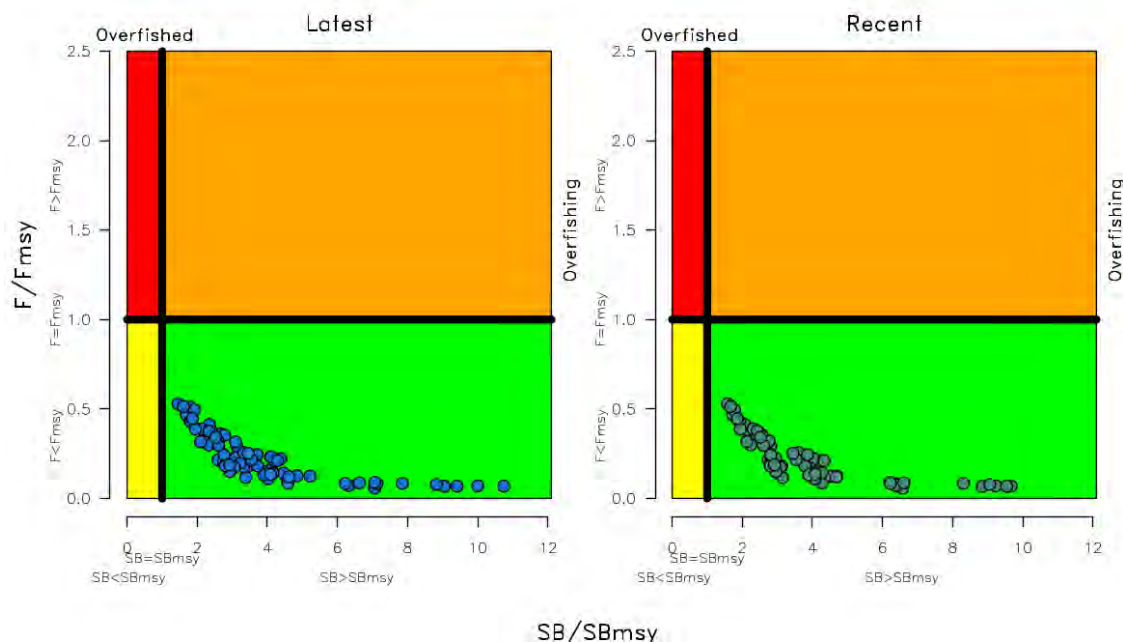 Latest
Overfished
2.5
2.0
1.5
1.0
0.5
0.0
F>Fmsy
F=Fmsy
F<Fmsy
F/Fmsy
Overfishing
0 2 4 6 8 10 12
SB=SBmsy
SB<SBmsy SB>SBmsy
Recent
Overfished
2.5
2.0
1.5
1.0
0.5
0.0
F>Fmsy
F=Fmsy
F<Fmsy
Overfishing
0 2 4 6 8 10 12
SB=SBmsy
SB<SBmsy SB>SBmsy
SB/SBmsy